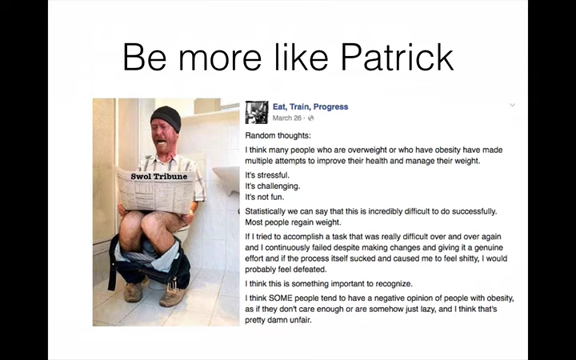 Be more like Patrick
Swol Tribune
Eat, Train, Progress
March 26 ·
Random thoughts:
I think many people who are overweight or who have obesity have made
multiple attempts to improve their health and manage their weight.
It's stressful.
It's challenging.
It's not fun.
Statistically we can say that this is incredibly difficult to do successfully.
Most people regain weight.
If I tried to accomplish a task that was really difficult over and over again
and I continuously failed despite making changes and giving it a genuine
effort and if the process itself sucked and caused me to feel shitty, I would
probably feel defeated.
I think this is something important to recognize.
I think SOME people tend to have a negative opinion of people with obesity,
as if they don't care enough or are somehow just lazy, and I think that's
pretty damn unfair.